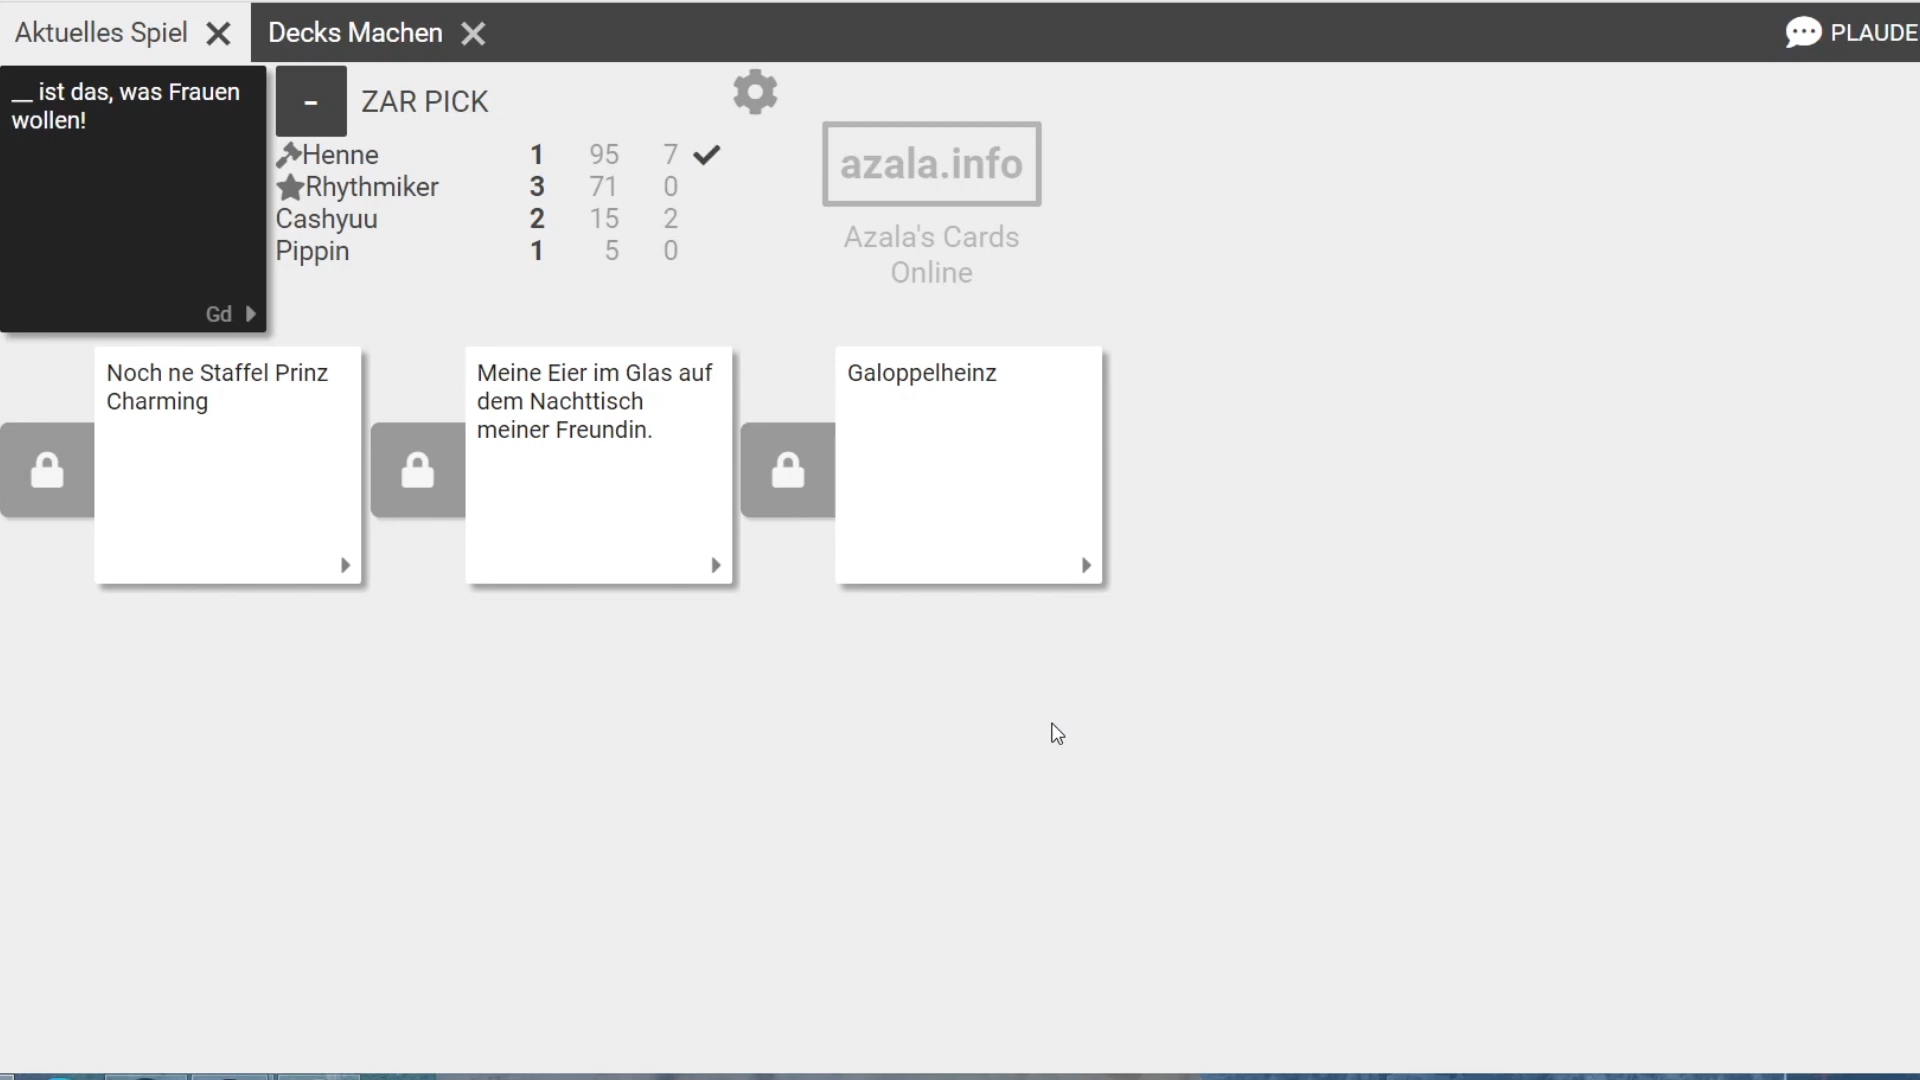 Aktuelles Spiel
Decks Machen
PLAUDE
__ ist das, was Frauen
wollen!
Gd
-
ZAR PICK
Henne 1 95 7
Rhythmiker 3 71 0
Cashyuu 2 15 2
Pippin 1 5 0
azala.info
Azala's Cards
Online
Noch ne Staffel Prinz
Charming
Meine Eier im Glas auf
dem Nachttisch
meiner Freundin.
Galoppelheinz